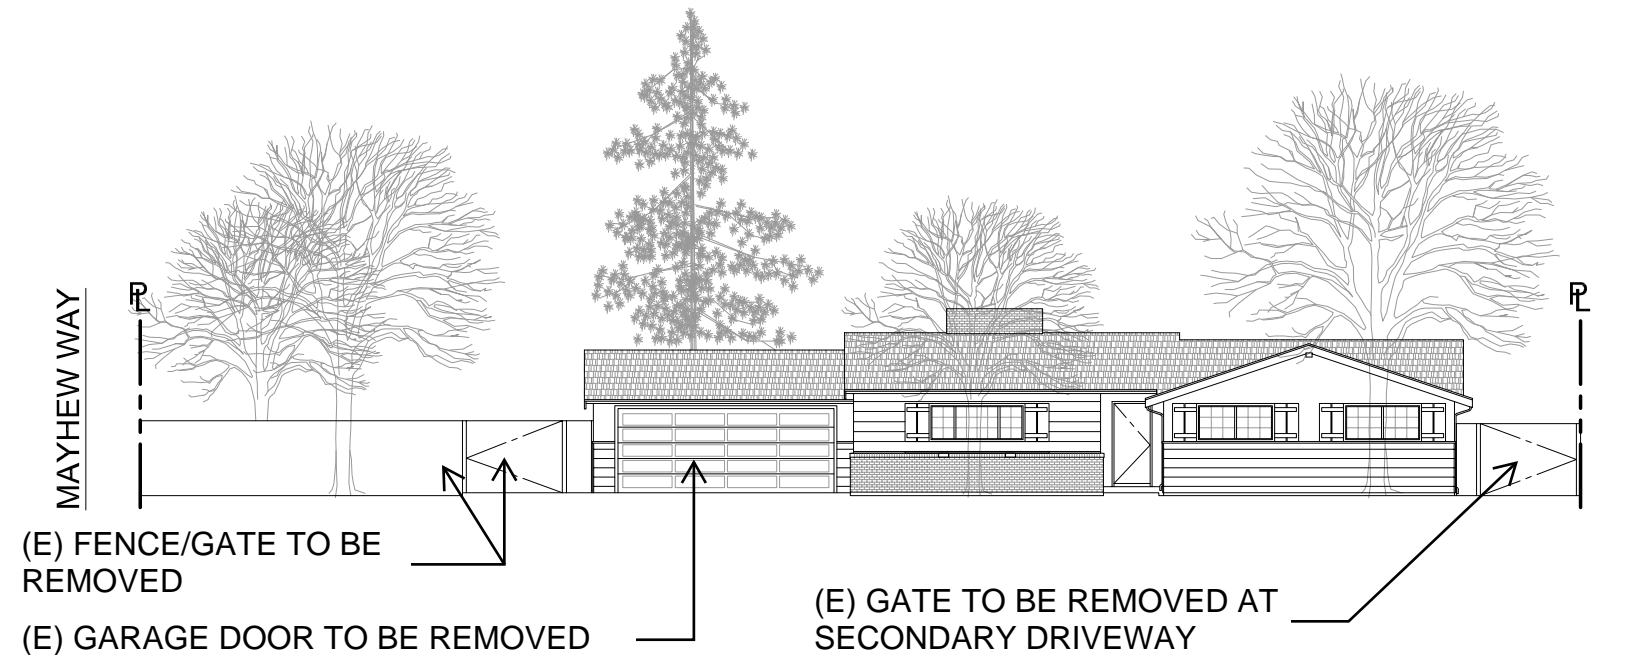 PL
PL
MAYHEW WAY
(E) FENCE/GATE TO BE
REMOVED
(E) GARAGE DOOR TO BE REMOVED
(E) GATE TO BE REMOVED AT
SECONDARY DRIVEWAY